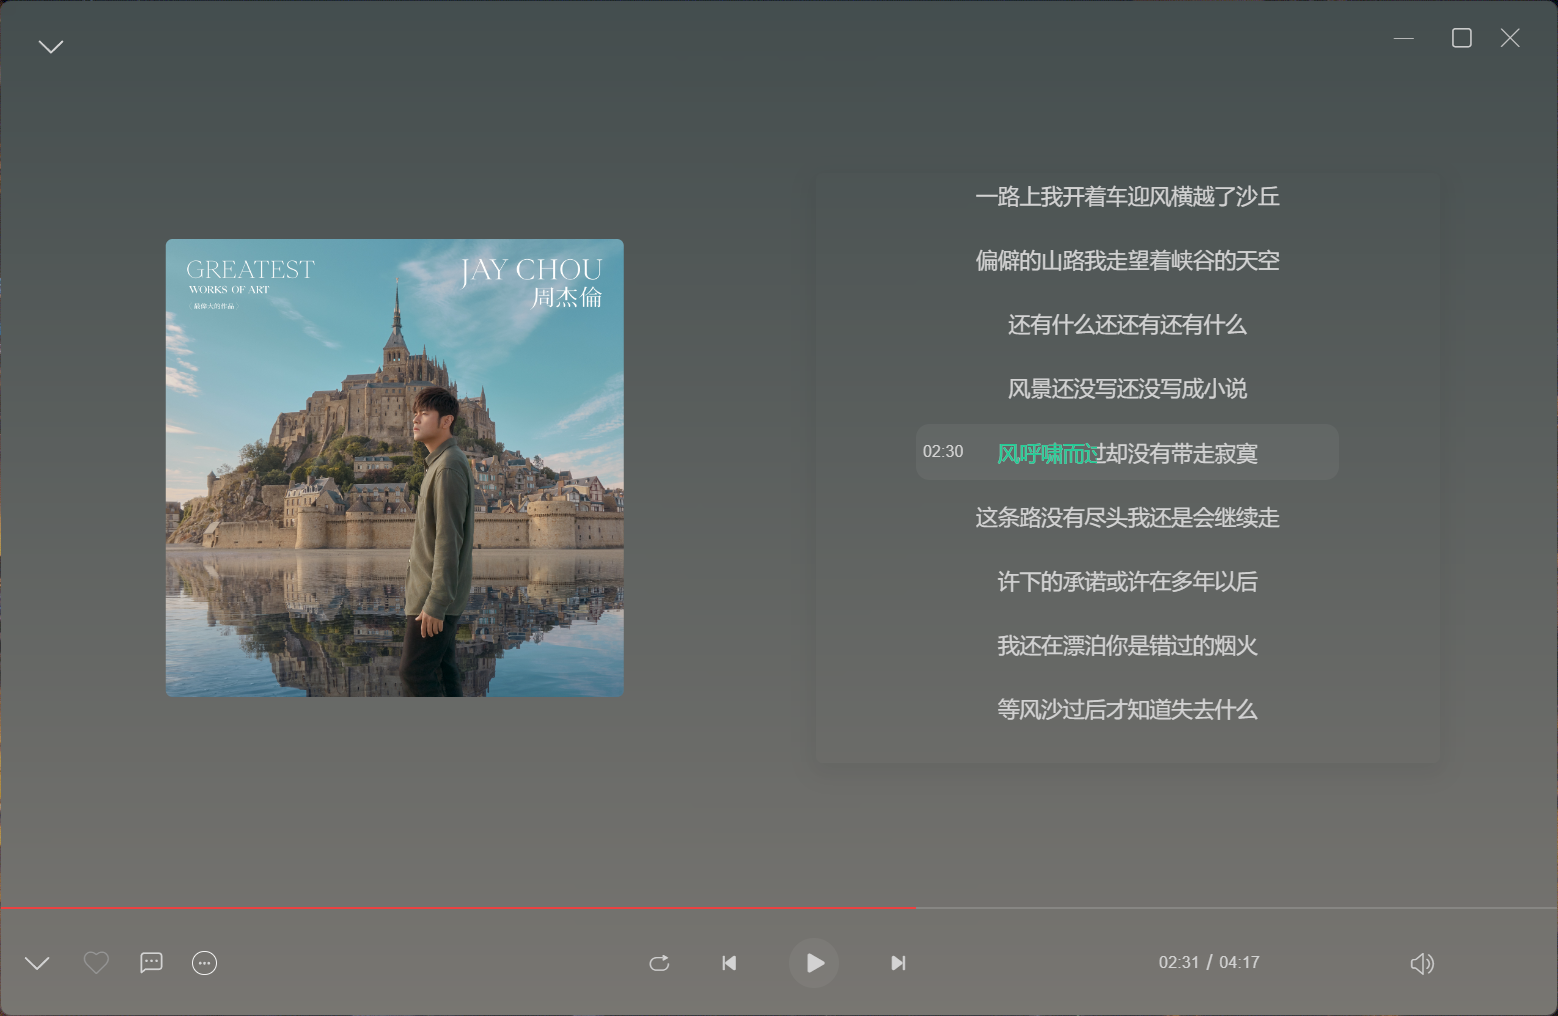 GREATEST
WORKS OF ART
最偉大的作品
JAY CHOU
周杰倫
一路上我开着车迎风横越了沙丘
偏僻的山路我走望着峡谷的天空
还有什么还还有还有什么
风景还没写还没写成小说
02:30 风呼啸而过却没有带走寂寞
这条路没有尽头我还是会继续走
许下的承诺或许在多年以后
我还在漂泊你是错过的烟火
等风沙过后才知道失去什么
02:31 / 04:17